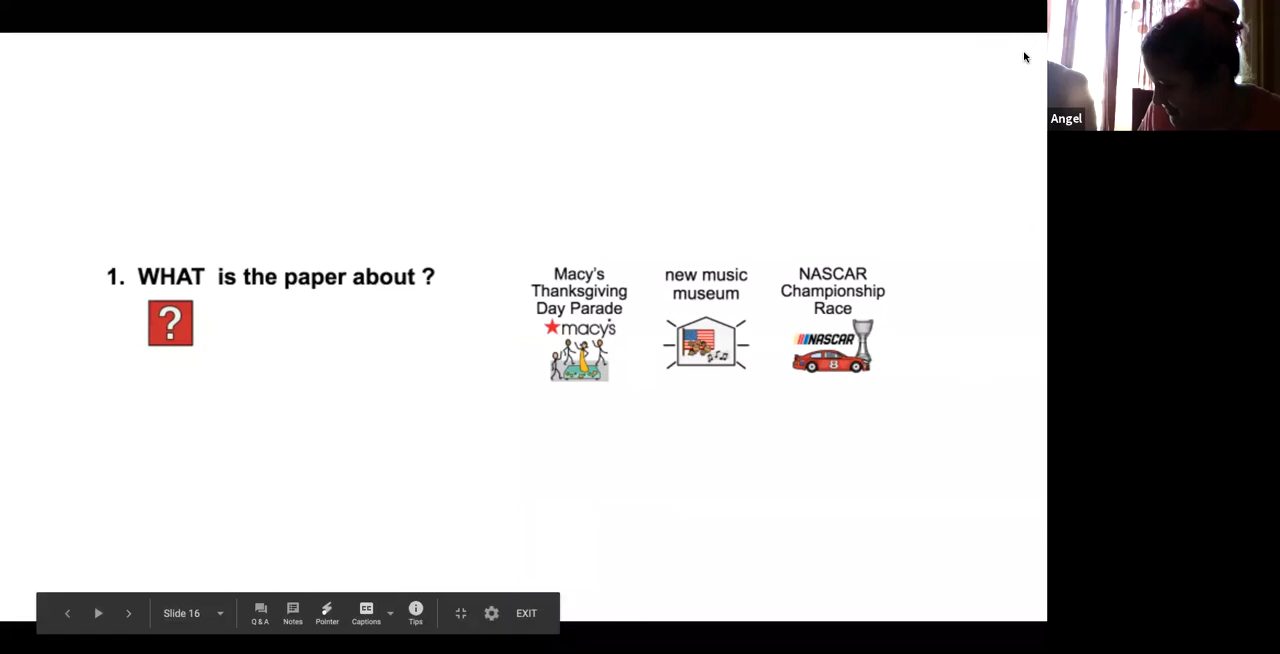 Angel
1. WHAT is the paper about ?
?
Macy's
Thanksgiving
Day Parade
macy's
new music
museum
NASCAR
Championship
Race
NASCAR
8
Slide 16
Q & A
Notes
Pointer
CC
Captions
Tips
EXIT